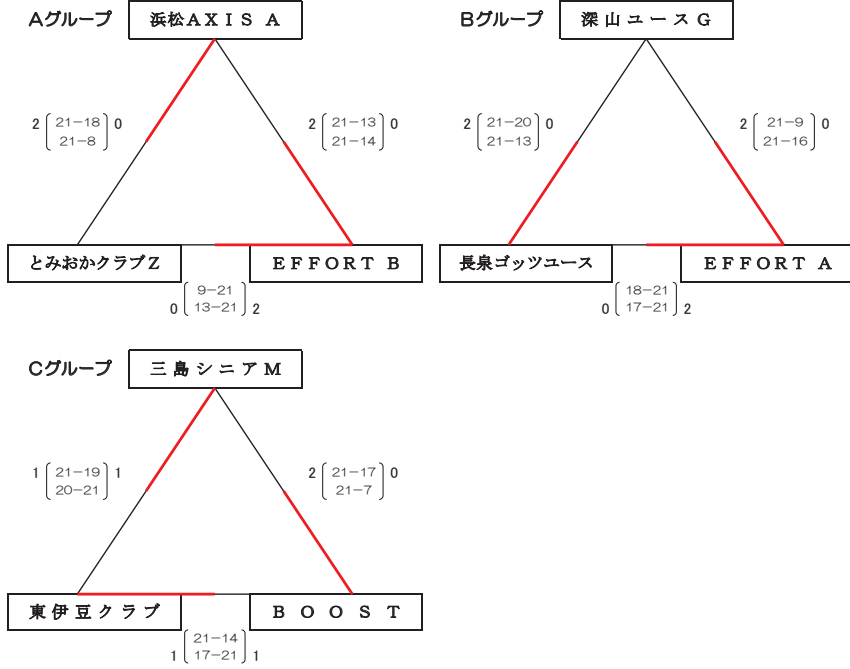 Aグループ
浜松AXIS A
2 21-18 0
21-8
2 21-13 0
21-14
とみおかクラブZ
EFFORT B
9-21
0 13-21 2
Bグループ
深山ユースG
2 21-20 0
21-13
2 21-9 0
21-16
長泉ゴッツユース
EFFORT A
18-21
0 17-21 2
Cグループ
三島シニアM
1 21-19 1
20-21
2 21-17 0
21-7
東伊豆クラブ
BOOST
21-14
1 17-21 1